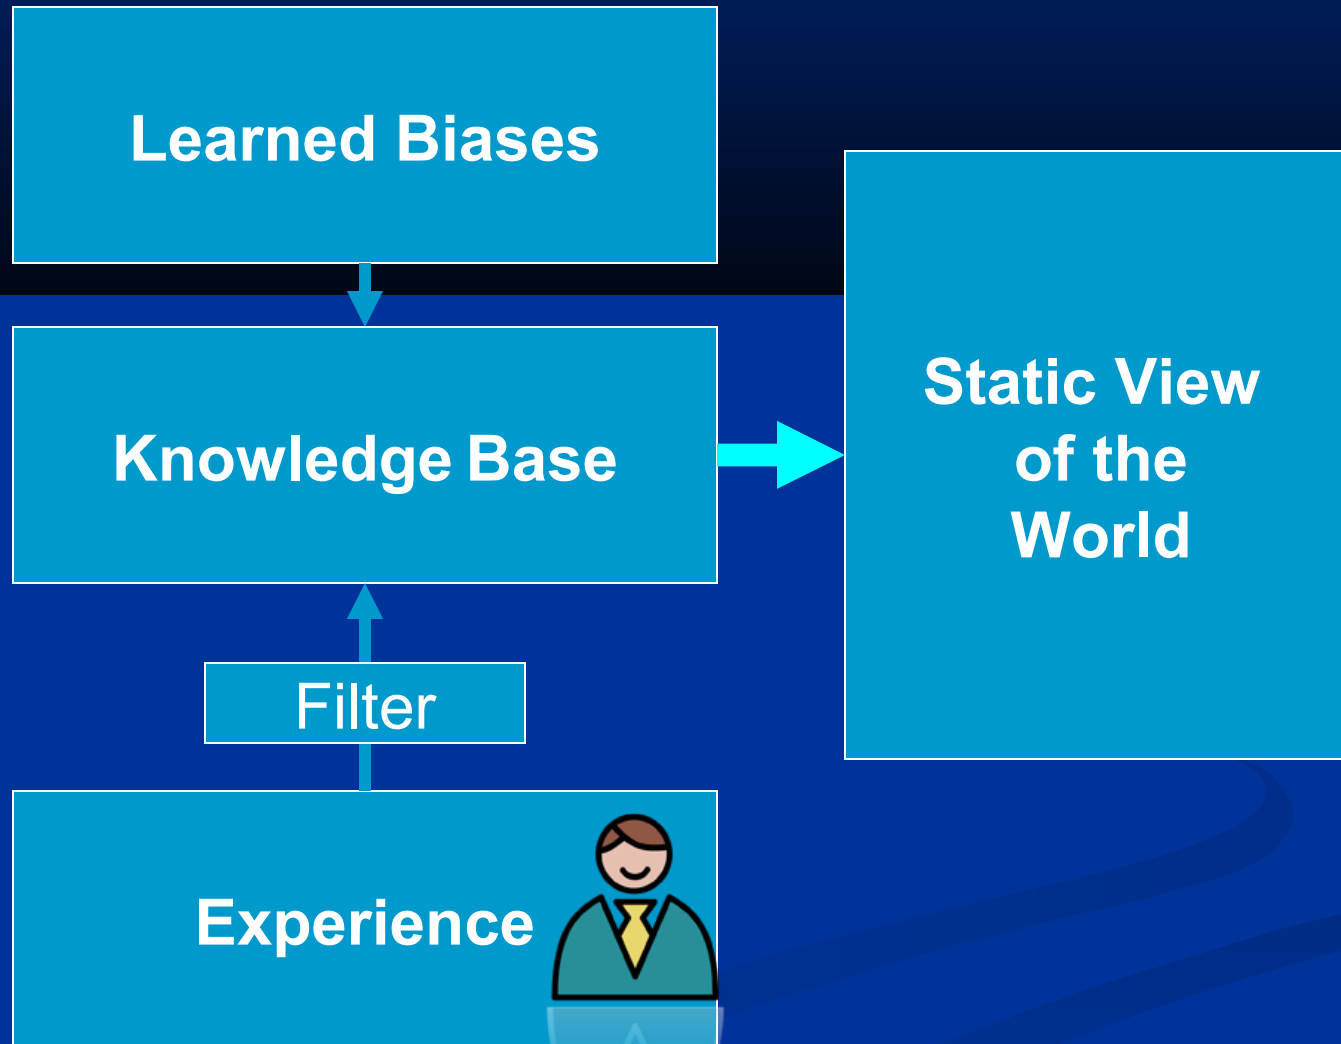 Learned Biases
Knowledge Base
Static View
of the
World
Filter
Experience